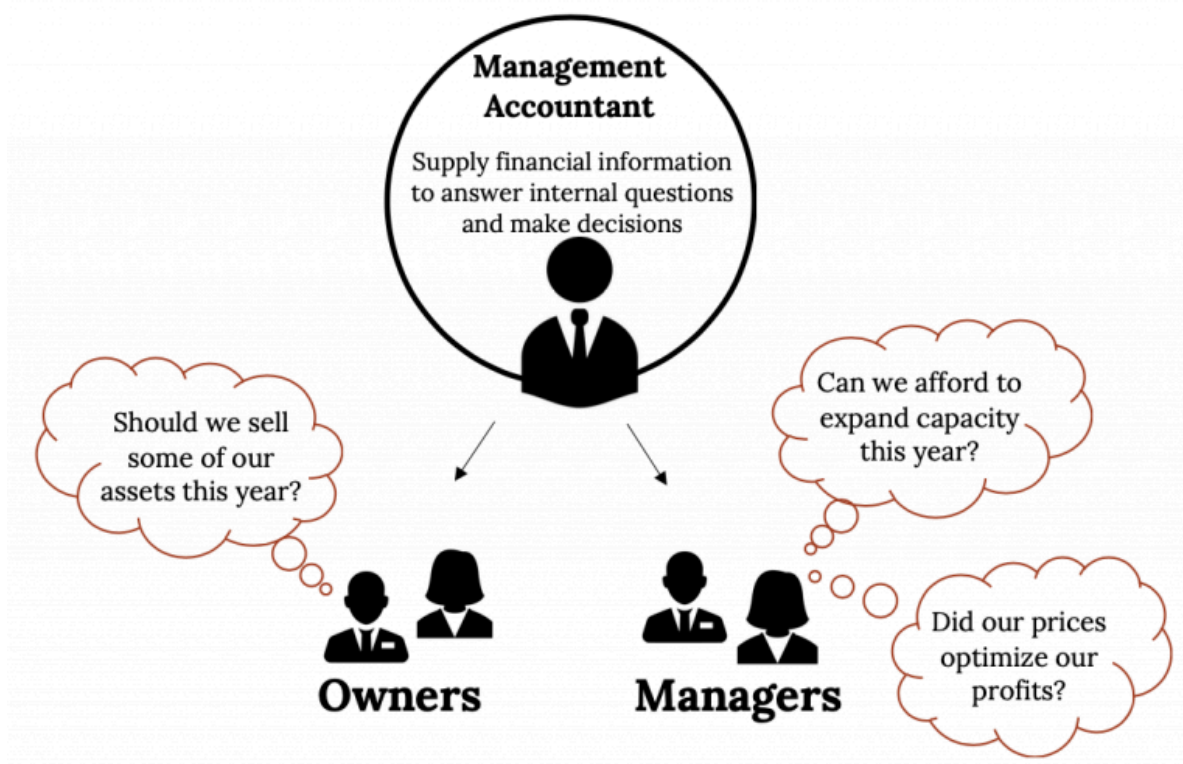 Management
Accountant
Supply financial information
to answer internal questions
and make decisions
Should we sell
some of our
assets this year?
Can we afford to
expand capacity
this year?
Did our prices
optimize our
profits?
Owners
Managers